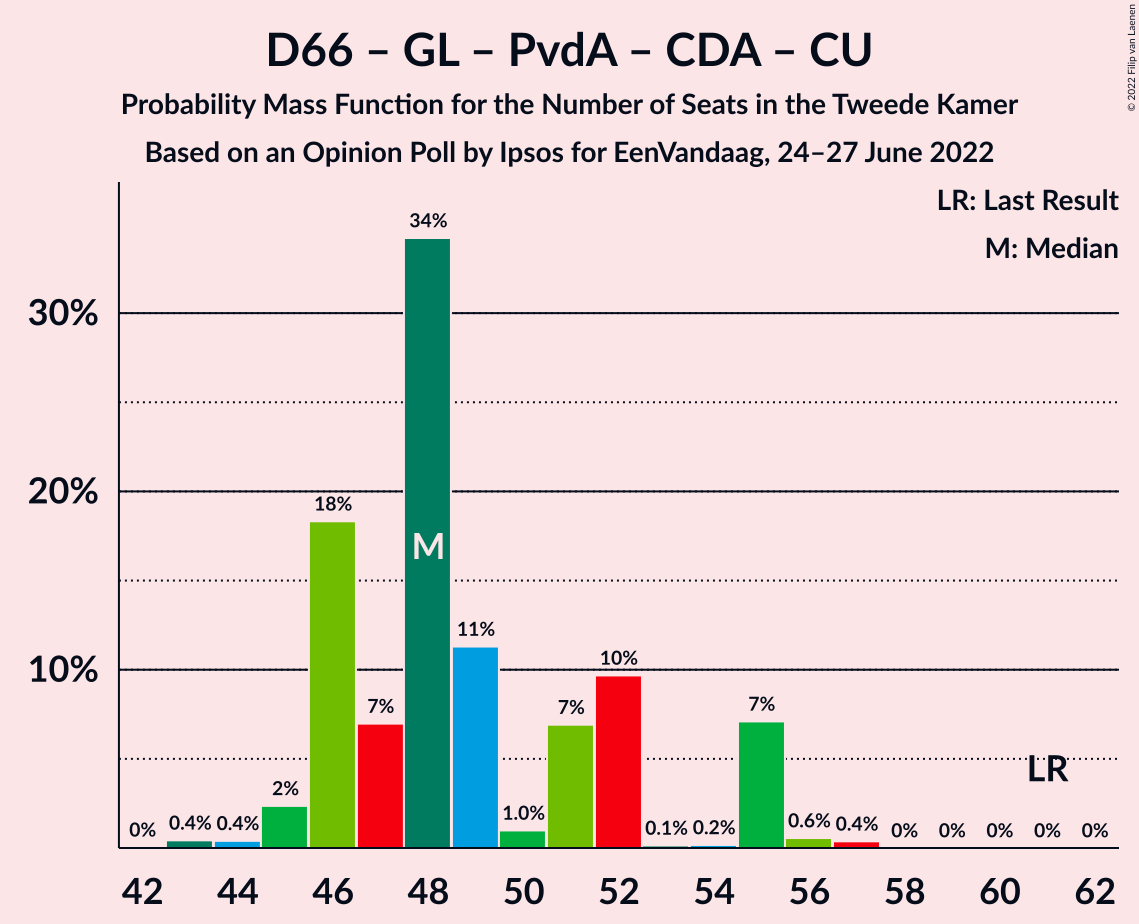 D66 – GL – PvdA – CDA – CU
Probability Mass Function for the Number of Seats in the Tweede Kamer
Based on an Opinion Poll by Ipsos for EenVandaag, 24–27 June 2022
© 2022 Filip van Laenen
LR: Last Result
M: Median
30%
20%
10%
0% 0.4% 0.4% 2% 18% 7% 34% 11% 1.0% 7% 10% 0.1% 0.2% 7% 0.6% 0.4% 0% 0% 0% 0% 0%
M
LR
42 44 46 48 50 52 54 56 58 60 62